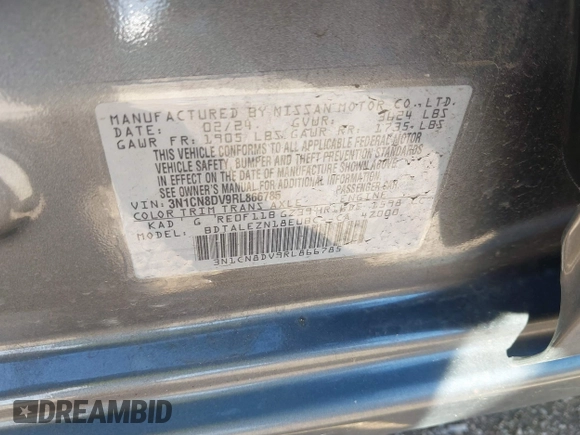 MANUFACTURED BY NISSAN MOTOR CO., LTD.
DATE: 02/24 GVWR: 3624 LBS
GAWR FR: 1905 LBS GAWR RR: 1735 LBS
THIS VEHICLE CONFORMS TO ALL APPLICABLE FEDERAL MOTOR
VEHICLE SAFETY, BUMPER AND THEFT PREVENTION STANDARDS
IN EFFECT ON THE DATE OF MANUFACTURE SHOWN ABOVE.
SEE OWNER'S MANUAL FOR ADDITIONAL INFORMATION
VIN: 3N1CN8DV9RL866785 PASSENGER CAR
COLOR TRIM TRANS AXLE ENGINE
KAD G RE0F11B 1598
BDTALEZN18E
3N1CN8DV9RL866785
DREAMBID